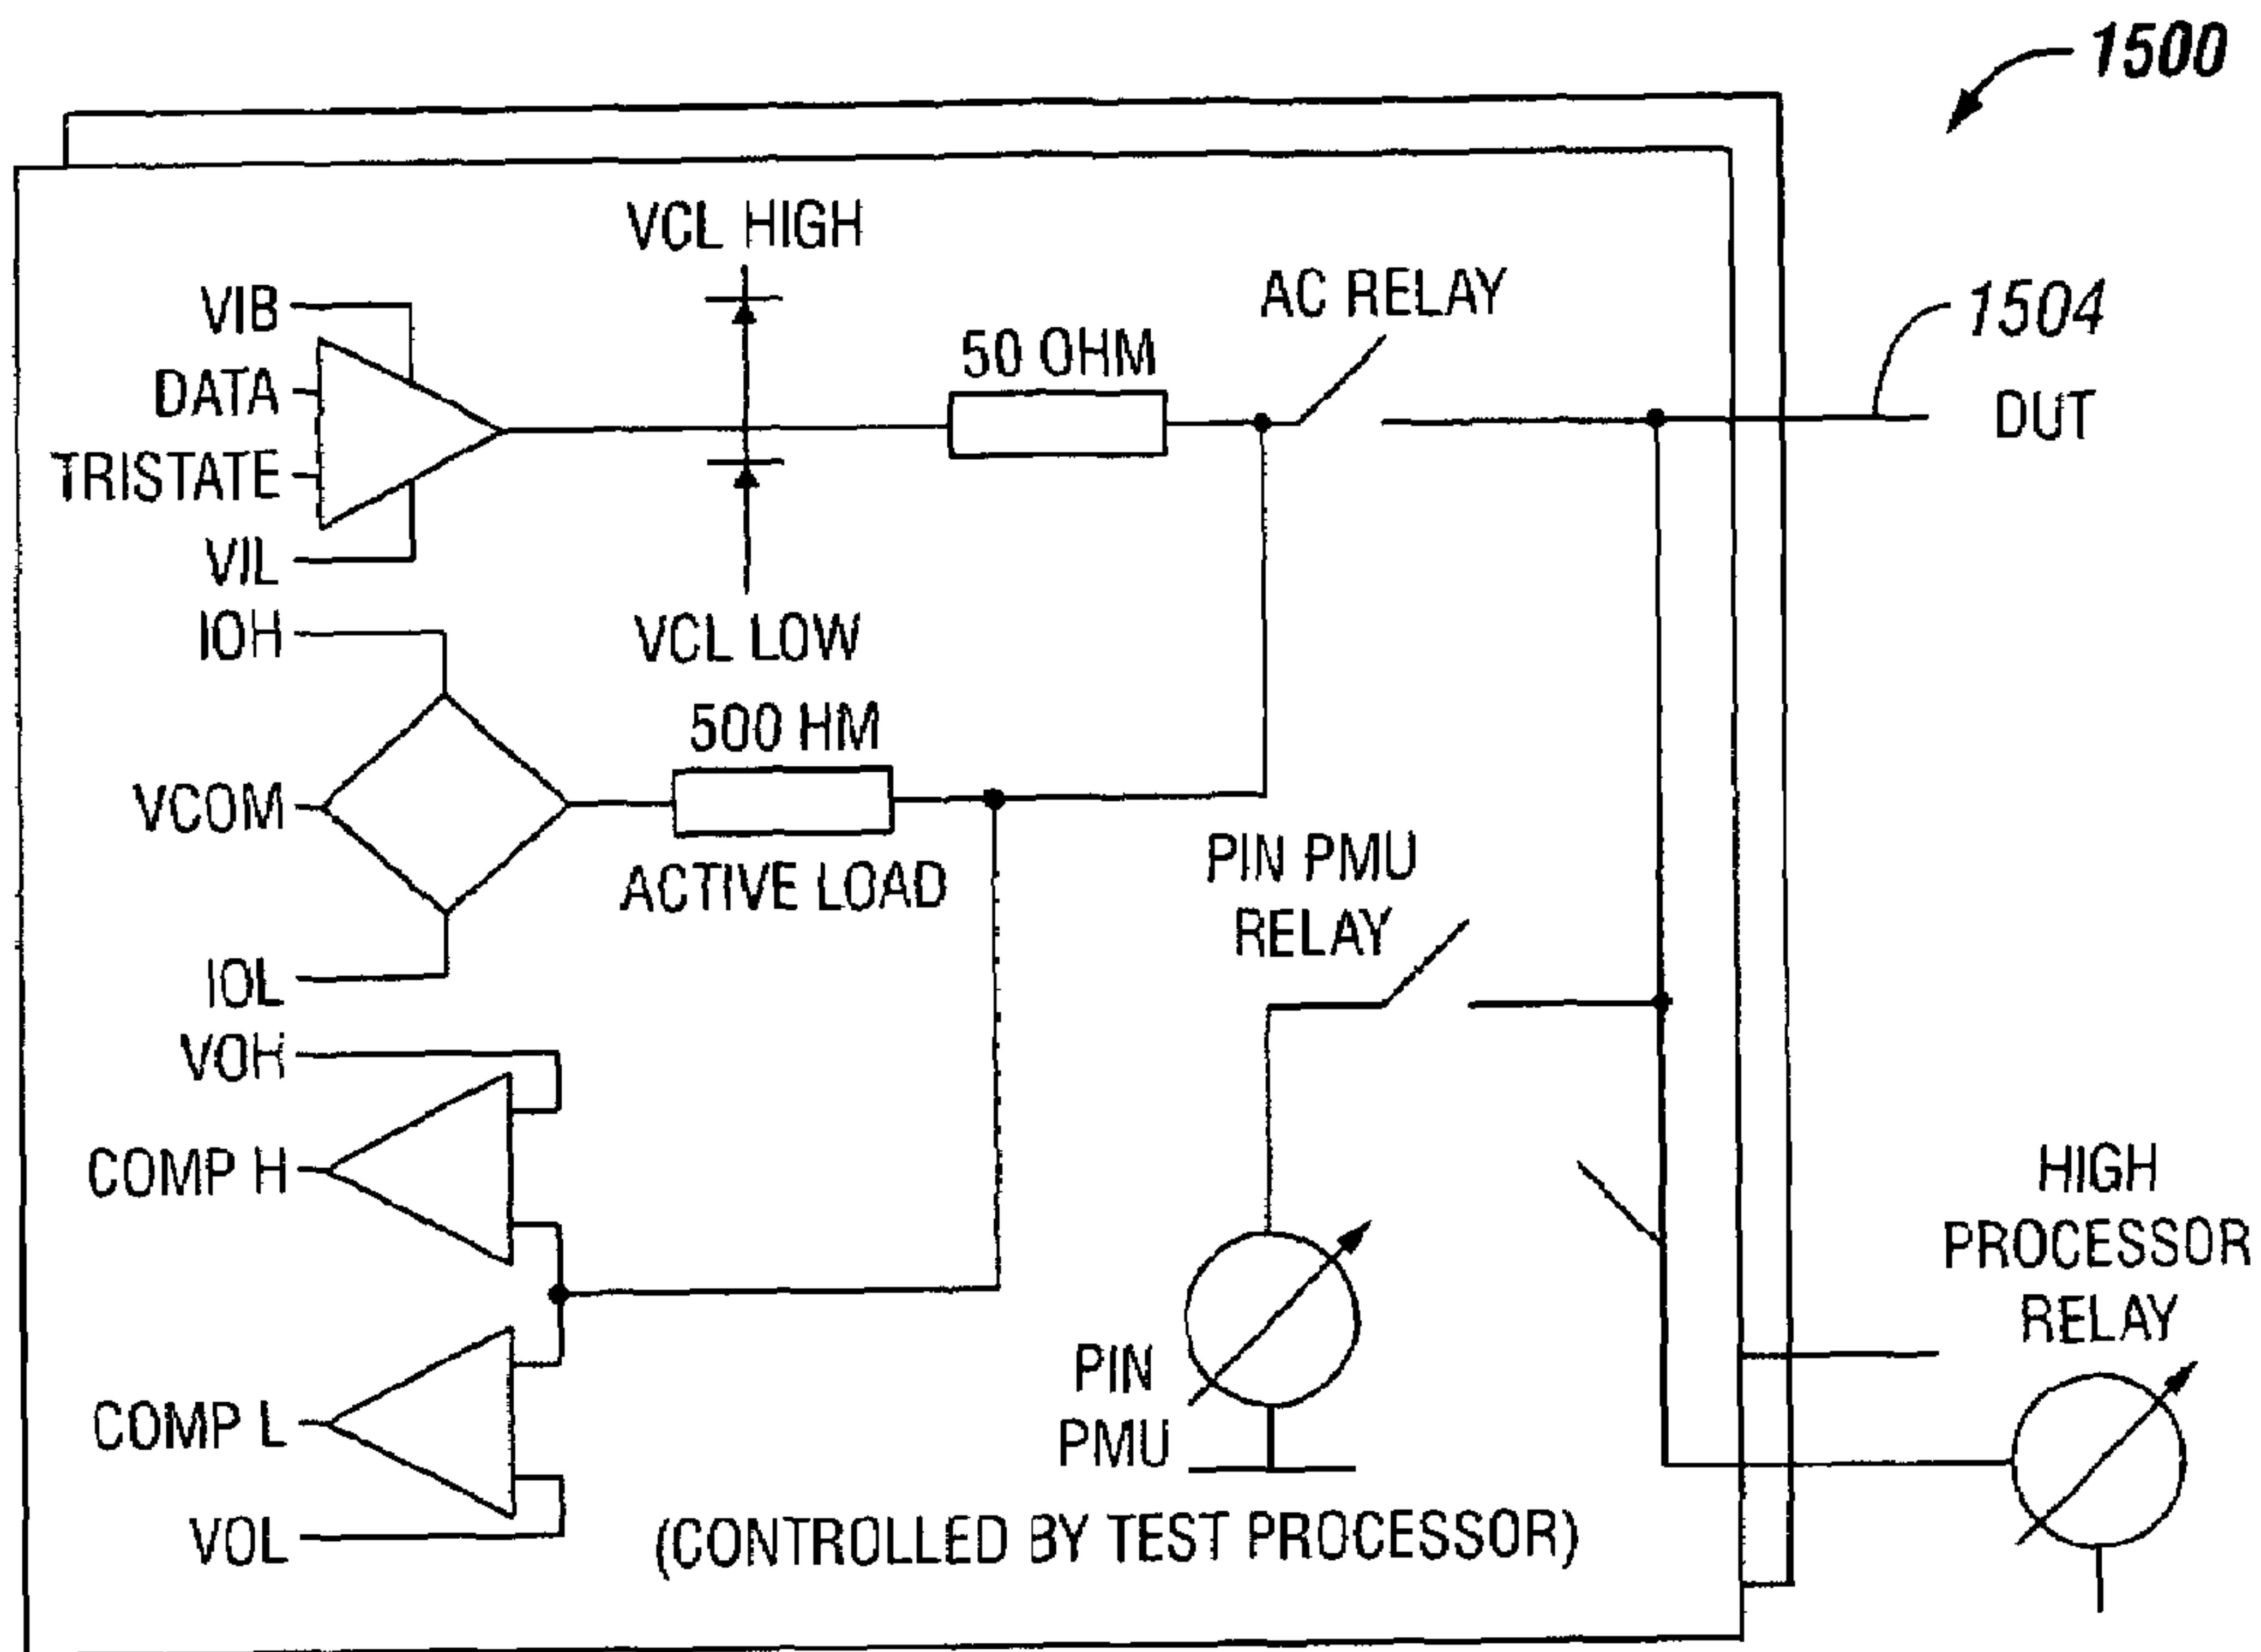 1500
VCL HIGH
VIB
DATA
TRISTATE
VIL
50 OHM
AC RELAY
1504
DUT
VCL LOW
IOH
VCOM
IOL
500 HM
ACTIVE LOAD
PIN PMU
RELAY
VOH
COMP H
COMP L
VOL
PIN
PMU
(CONTROLLED BY TEST PROCESSOR)
HIGH
PROCESSOR
RELAY